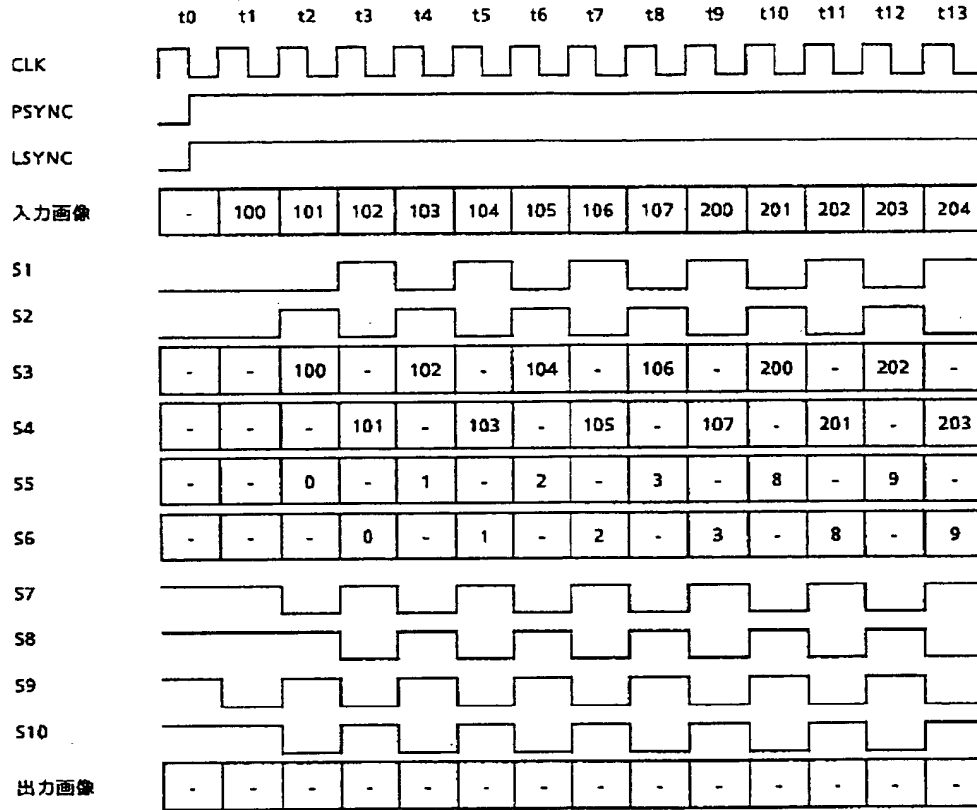 t0 t1 t2 t3 t4 t5 t6 t7 t8 t9 t10 t11 t12 t13
CLK
PSYNC
LSYNC
入力画像 - 100 101 102 103 104 105 106 107 200 201 202 203 204
S1
S2
S3 - - 100 - 102 - 104 - 106 - 200 - 202 -
S4 - - - 101 - 103 - 105 - 107 - 201 - 203
S5 - - 0 - 1 - 2 - 3 - 8 - 9 -
S6 - - - 0 - 1 - 2 - 3 - 8 - 9
S7
S8
S9
S10
出力画像 - - - - - - - - - - - - - -